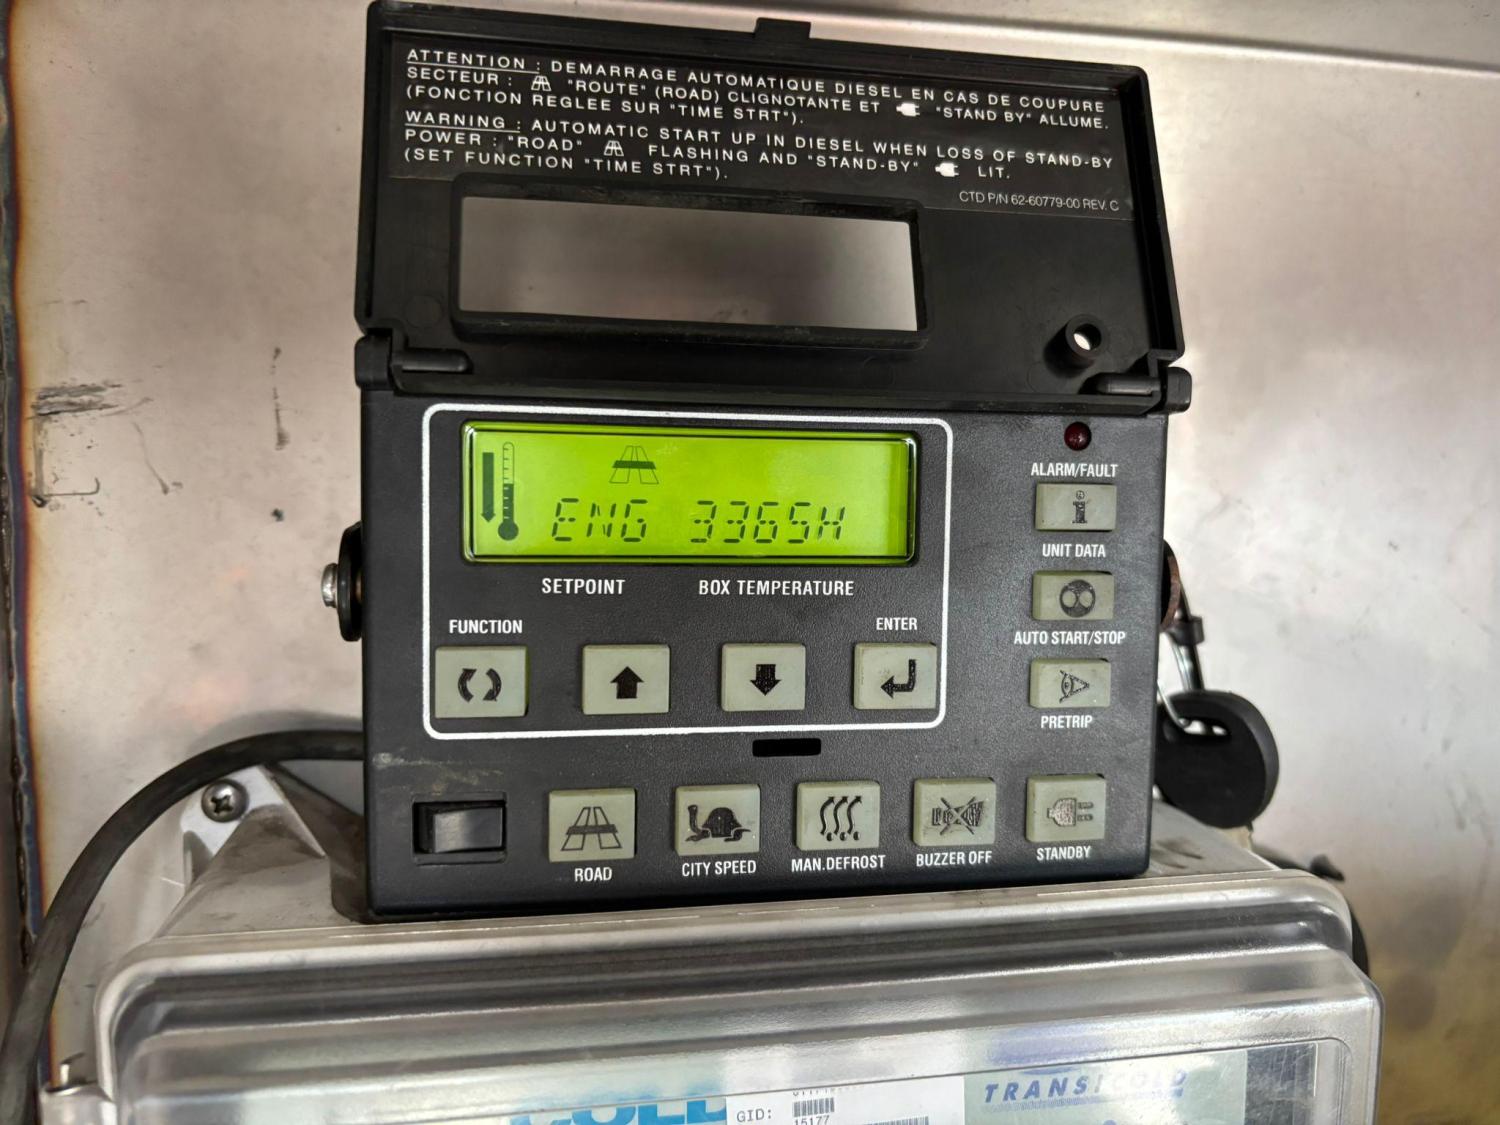 ATTENTION : DEMARRAGE AUTOMATIQUE DIESEL EN CAS DE COUPURE
SECTEUR : "ROUTE" (ROAD) CLIGNOTANTE ET "STAND BY" ALLUME.
(FONCTION REGLEE SUR "TIME STRT").
WARNING : AUTOMATIC START UP IN DIESEL WHEN LOSS OF STAND-BY
POWER : "ROAD" FLASHING AND "STAND-BY" LIT.
(SET FUNCTION "TIME STRT").
CTD P/N 62-60779-00 REV. C
ENG 3365H
SETPOINT BOX TEMPERATURE
ALARM/FAULT
i
UNIT DATA
FUNCTION
ENTER
AUTO START/STOP
PRETRIP
ROAD
CITY SPEED
MAN.DEFROST
BUZZER OFF
STANDBY
TRANSICOLD
GID:
15177